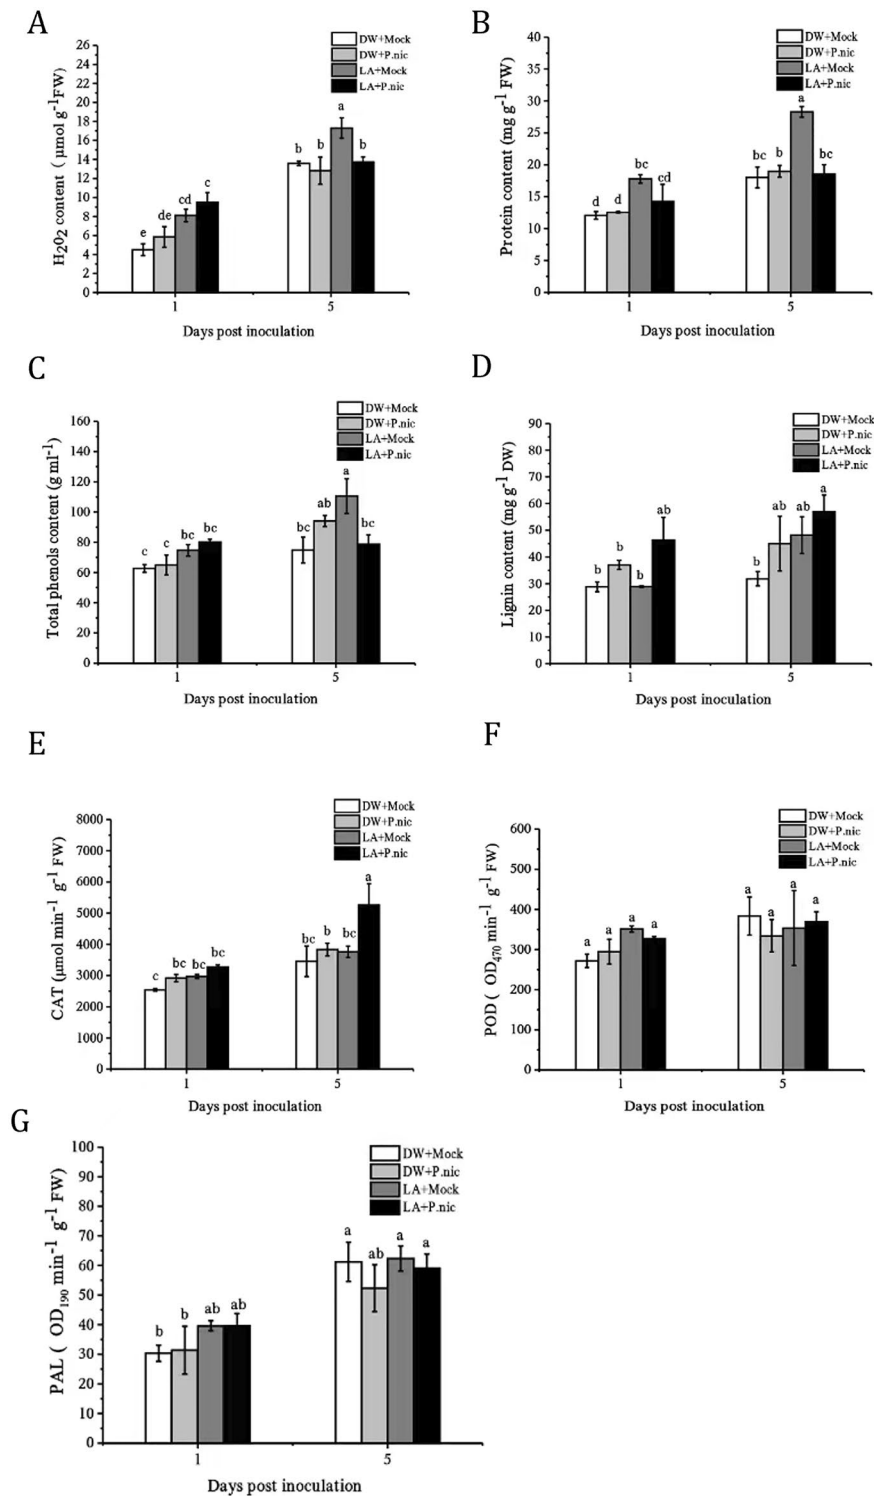 A
DW+Mock
DW+P.nic
LA+Mock
LA+P.nic
H2O2 content ( μmol g-1FW)
26
24
22
20
18
16
14
12
10
8
6
4
2
0
e
de
cd
c
b
b
a
b
1
5
Days post inoculation
B
DW+Mock
DW+P.nic
LA+Mock
LA+P.nic
Protein content (mg g-1 FW)
40
35
30
25
20
15
10
5
0
d
d
bc
cd
bc
b
a
bc
1
5
Days post inoculation
C
DW+Mock
DW+P.nic
LA+Mock
LA+P.nic
Total phenols content (g ml-1)
160
140
120
100
80
60
40
20
0
c
c
bc
bc
bc
ab
a
bc
1
5
Days post inoculation
D
DW+Mock
DW+P.nic
LA+Mock
LA+P.nic
Lignin content (mg g-1 DW)
90
80
70
60
50
40
30
20
10
0
b
b
b
ab
b
ab
ab
a
1
5
Days post inoculation
E
DW+Mock
DW+P.nic
LA+Mock
LA+P.nic
CAT (μmol min-1 g-1 FW)
8000
7000
6000
5000
4000
3000
2000
1000
0
c
bc
bc
bc
bc
b
bc
a
1
5
Days post inoculation
F
DW+Mock
DW+P.nic
LA+Mock
LA+P.nic
POD ( OD470 min-1 g-1 FW)
600
500
400
300
200
100
0
a
a
a
a
a
a
a
a
1
5
Days post inoculation
G
DW+Mock
DW+P.nic
LA+Mock
LA+P.nic
PAL ( OD190 min-1 g-1 FW)
100
90
80
70
60
50
40
30
20
10
0
b
b
ab
ab
a
ab
a
a
1
5
Days post inoculation